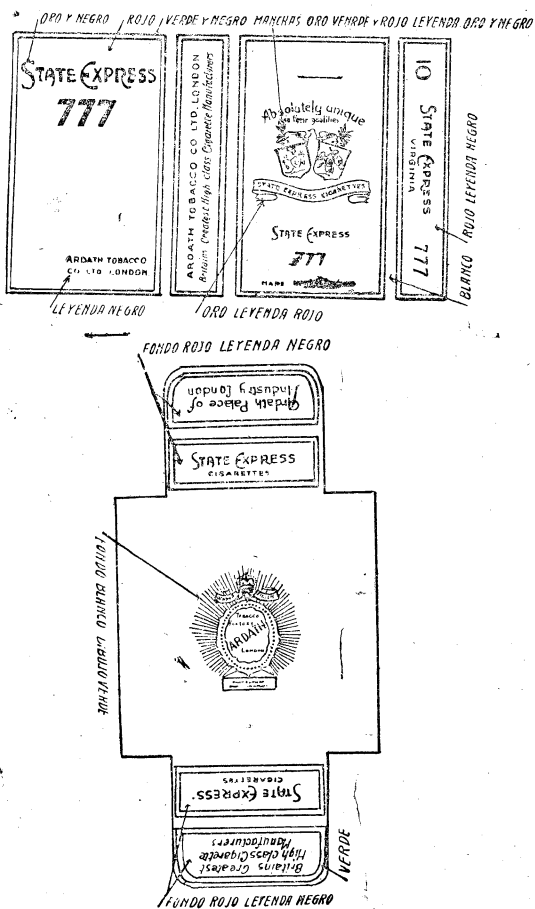 ORO Y NEGRO
ROJO
VERDE Y NEGRO
MANCHAS ORO VENRDE Y ROJO LEYENDA ORO Y NEGRO
STATE EXPRESS
777
ARDATH TOBACCO
CO LTD LONDON
ARDATH TOBACCO CO LTD LONDON
Britains Greatest High Class Cigarette Manufacturers
Absolutely unique
qualities
STATE EXPRESS CIGARETTES
STATE EXPRESS
777
MADE
10 STATE EXPRESS 777
VIRGINIA
ROJO LEYENDA NEGRO
BLANCO
LEYENDA NEGRO
ORO LEYENDA ROJO
FONDO ROJO LEYENDA NEGRO
Ardath Palace of
Industry London
STATE EXPRESS
CIGARETTES
FONDO BLANCO
VERDE
TOBACCO
ARDATH
LONDON
STATE EXPRESS
CIGARETTES
Britains Greatest
High class Cigarette
Manufacturers
VERDE
FONDO ROJO LEYENDA NEGRO